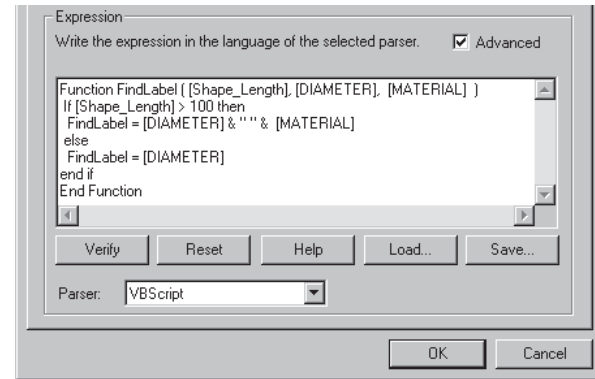 Expression
Write the expression in the language of the selected parser. Advanced
Function FindLabel ( [Shape_Length], [DIAMETER], [MATERIAL] )
If [Shape_Length] > 100 then
FindLabel = [DIAMETER] & " " & [MATERIAL]
else
FindLabel = [DIAMETER]
end if
End Function
Verify Reset Help Load... Save...
Parser: VBScript
OK Cancel